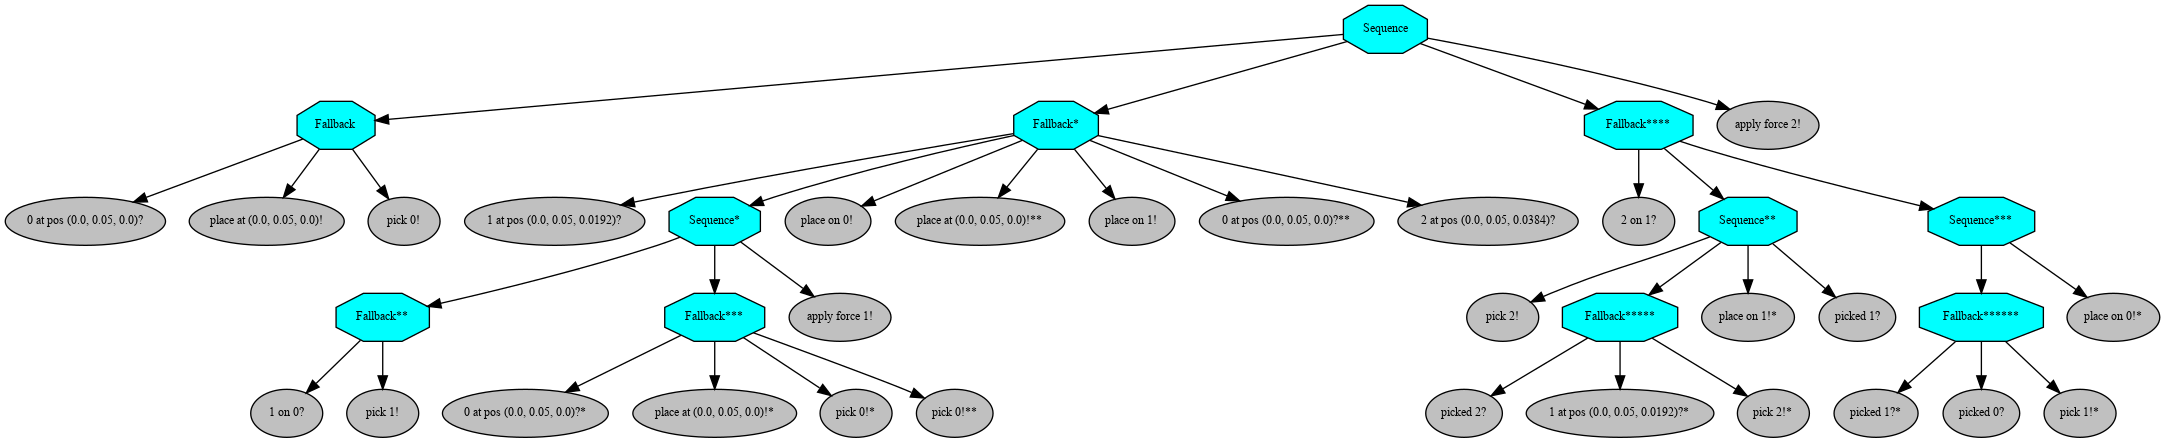 Sequence
Fallback
Fallback*
Fallback****
apply force 2!
0 at pos (0.0, 0.05, 0.0)?
place at (0.0, 0.05, 0.0)!
pick 0!
1 at pos (0.0, 0.05, 0.0192)?
Sequence*
place on 0!
place at (0.0, 0.05, 0.0)!**
place on 1!
0 at pos (0.0, 0.05, 0.0)?**
2 at pos (0.0, 0.05, 0.0384)?
2 on 1?
Sequence**
Sequence***
Fallback**
Fallback***
apply force 1!
pick 2!
Fallback*****
place on 1!*
picked 1?
Fallback******
place on 0!*
1 on 0?
pick 1!
0 at pos (0.0, 0.05, 0.0)?*
place at (0.0, 0.05, 0.0)!*
pick 0!*
pick 0!**
picked 2?
1 at pos (0.0, 0.05, 0.0192)?*
pick 2!*
picked 1?*
picked 0?
pick 1!*